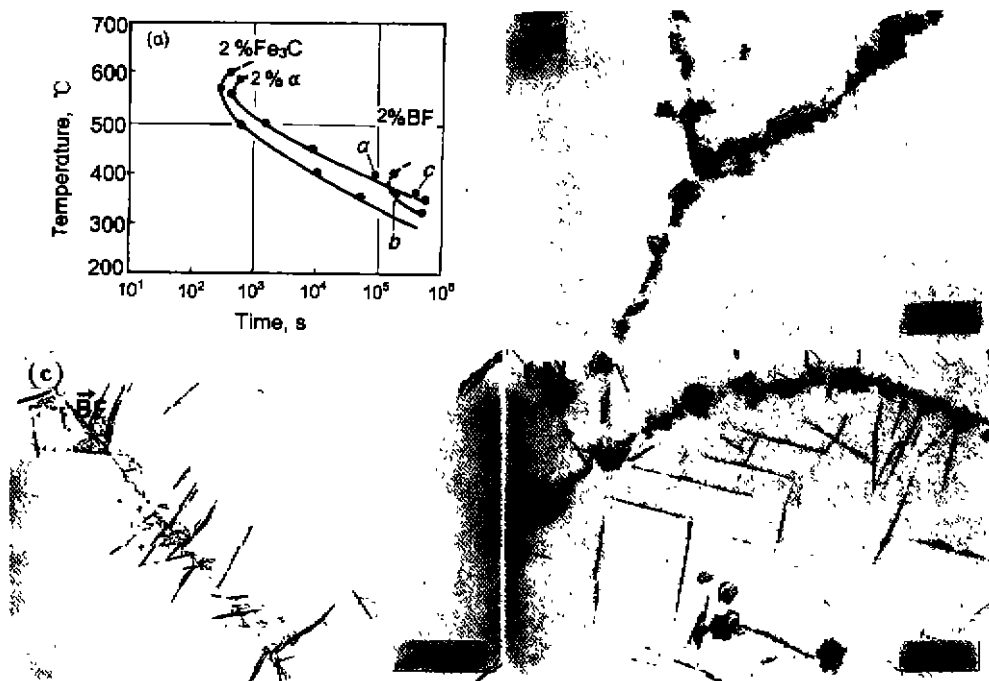 (a)
700
600
500
400
300
200
Temperature, ℃
2 %Fe₃C
2 % α
2%BF
a
c
b
10¹ 10² 10³ 10⁴ 10⁵ 10⁶
Time, s
(c)
BF